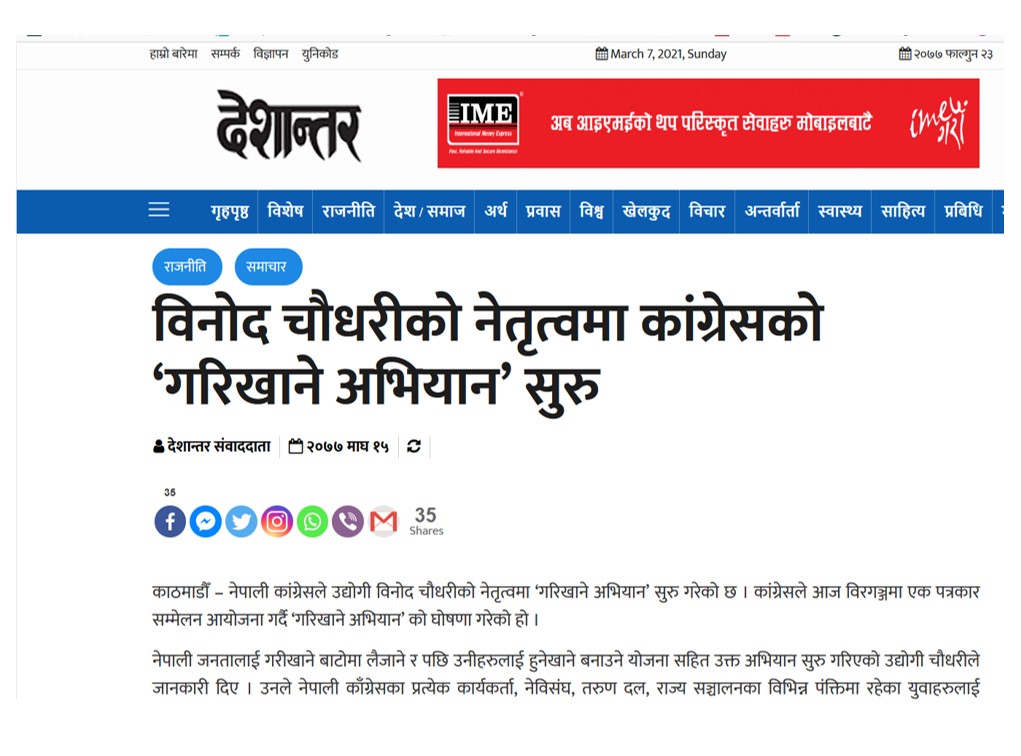 हाम्रो बारेमा सम्पर्क विज्ञापन युनिकोड March 7, 2021, Sunday २०७७ फाल्गुन २३
देशान्तर
IME
International Money Express
Fast, Reliable And Secure Remittance
अब आइएमईको थप परिस्कृत सेवाहरु मोबाइलबाटै
ime गरौं
गृहपृष्ठ विशेष राजनीति देश / समाज अर्थ प्रवास विश्व खेलकुद विचार अन्तर्वार्ता स्वास्थ्य साहित्य प्रबिधि
राजनीति समाचार
विनोद चौधरीको नेतृत्वमा कांग्रेसको
‘गरिखाने अभियान’ सुरु
देशान्तर संवाददाता २०७७ माघ १५
35
35
Shares
काठमाडौँ – नेपाली कांग्रेसले उद्योगी विनोद चौधरीको नेतृत्वमा ‘गरिखाने अभियान’ सुरु गरेको छ । कांग्रेसले आज विरगञ्जमा एक पत्रकार
सम्मेलन आयोजना गर्दै ‘गरिखाने अभियान’ को घोषणा गरेको हो ।
नेपाली जनतालाई गरीखाने बाटोमा लैजाने र पछि उनीहरुलाई हुनेखाने बनाउने योजना सहित उक्त अभियान सुरु गरिएको उद्योगी चौधरीले
जानकारी दिए । उनले नेपाली काँग्रेसका प्रत्येक कार्यकर्ता, नेविसंघ, तरुण दल, राज्य सञ्चालनका विभिन्न पंक्तिमा रहेका युवाहरुलाई